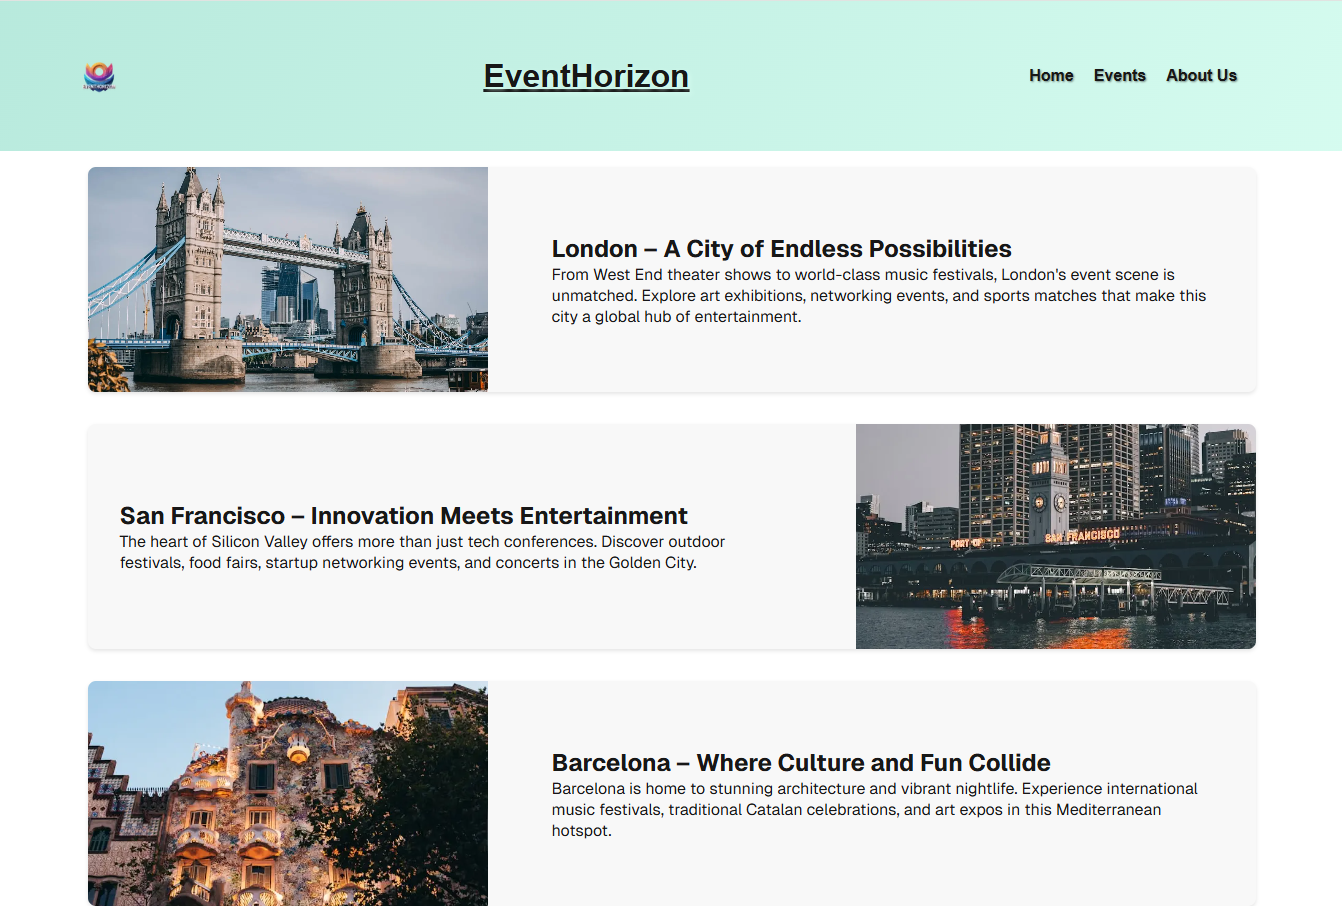 EventHorizon
Home Events About Us
London – A City of Endless Possibilities
From West End theater shows to world-class music festivals, London's event scene is
unmatched. Explore art exhibitions, networking events, and sports matches that make this
city a global hub of entertainment.
San Francisco – Innovation Meets Entertainment
The heart of Silicon Valley offers more than just tech conferences. Discover outdoor
festivals, food fairs, startup networking events, and concerts in the Golden City.
PORT OF SAN FRANCISCO
Barcelona – Where Culture and Fun Collide
Barcelona is home to stunning architecture and vibrant nightlife. Experience international
music festivals, traditional Catalan celebrations, and art expos in this Mediterranean
hotspot.